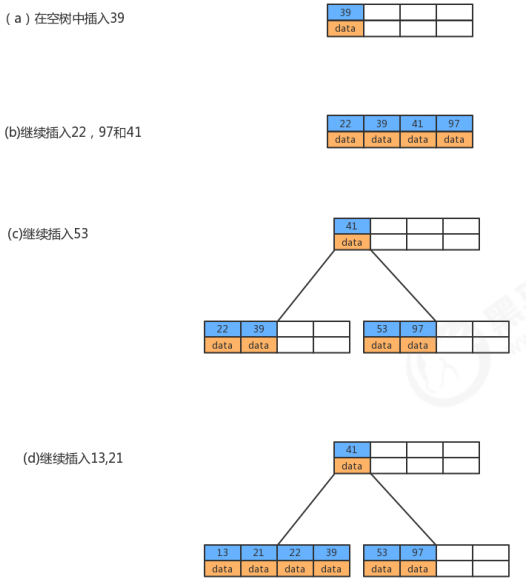 （a）在空树中插入39
39
data
(b)继续插入22，97和41
22 39 41 97
data data data data
(c)继续插入53
41
data
22 39 53 97
data data data data
(d)继续插入13,21
41
data
13 21 22 39 53 97
data data data data data data